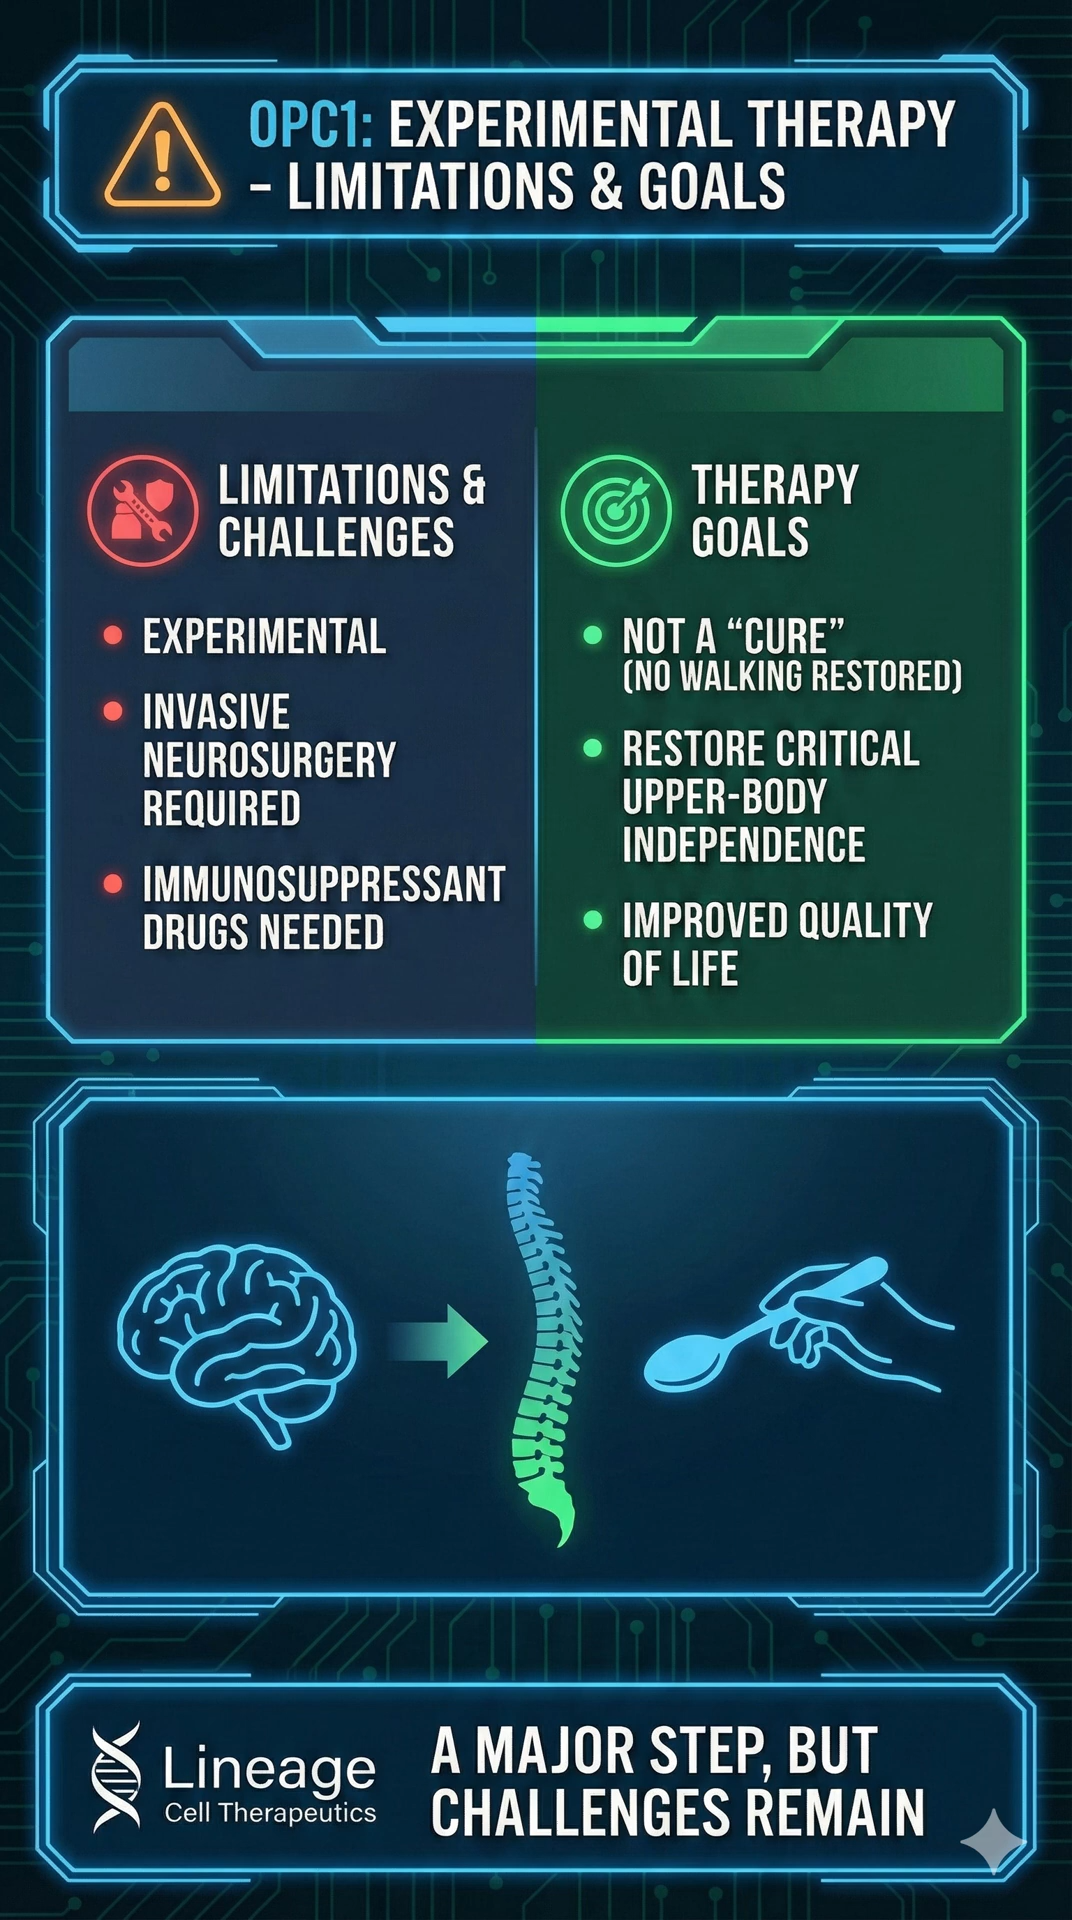 OPC1: EXPERIMENTAL THERAPY
– LIMITATIONS & GOALS
LIMITATIONS &
CHALLENGES
EXPERIMENTAL
INVASIVE
NEUROSURGERY
REQUIRED
IMMUNOSUPPRESSANT
DRUGS NEEDED
THERAPY
GOALS
NOT A “CURE”
(NO WALKING RESTORED)
RESTORE CRITICAL
UPPER-BODY
INDEPENDENCE
IMPROVED QUALITY
OF LIFE
Lineage
Cell Therapeutics
A MAJOR STEP, BUT
CHALLENGES REMAIN